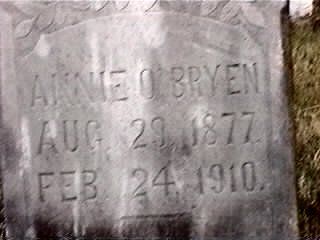 ANNIE O'BRYEN
AUG. 29, 1877.
FEB. 24, 1910.